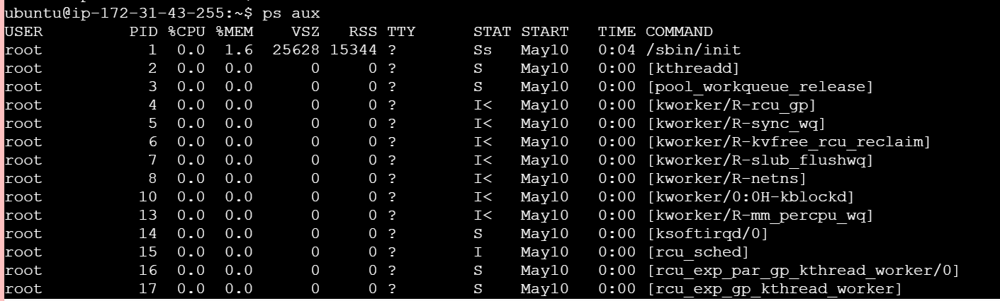 ubuntu@ip-172-31-43-255:~$ ps aux
USER         PID %CPU %MEM    VSZ   RSS TTY      STAT START   TIME COMMAND
root           1  0.0  1.6  25628 15344 ?        Ss   May10   0:04 /sbin/init
root           2  0.0  0.0      0     0 ?        S    May10   0:00 [kthreadd]
root           3  0.0  0.0      0     0 ?        S    May10   0:00 [pool_workqueue_release]
root           4  0.0  0.0      0     0 ?        I<   May10   0:00 [kworker/R-rcu_gp]
root           5  0.0  0.0      0     0 ?        I<   May10   0:00 [kworker/R-sync_wq]
root           6  0.0  0.0      0     0 ?        I<   May10   0:00 [kworker/R-kvfree_rcu_reclaim]
root           7  0.0  0.0      0     0 ?        I<   May10   0:00 [kworker/R-slub_flushwq]
root           8  0.0  0.0      0     0 ?        I<   May10   0:00 [kworker/R-netns]
root          10  0.0  0.0      0     0 ?        I<   May10   0:00 [kworker/0:0H-kblockd]
root          13  0.0  0.0      0     0 ?        I<   May10   0:00 [kworker/R-mm_percpu_wq]
root          14  0.0  0.0      0     0 ?        S    May10   0:00 [ksoftirqd/0]
root          15  0.0  0.0      0     0 ?        I    May10   0:00 [rcu_sched]
root          16  0.0  0.0      0     0 ?        S    May10   0:00 [rcu_exp_par_gp_kthread_worker/0]
root          17  0.0  0.0      0     0 ?        S    May10   0:00 [rcu_exp_gp_kthread_worker]